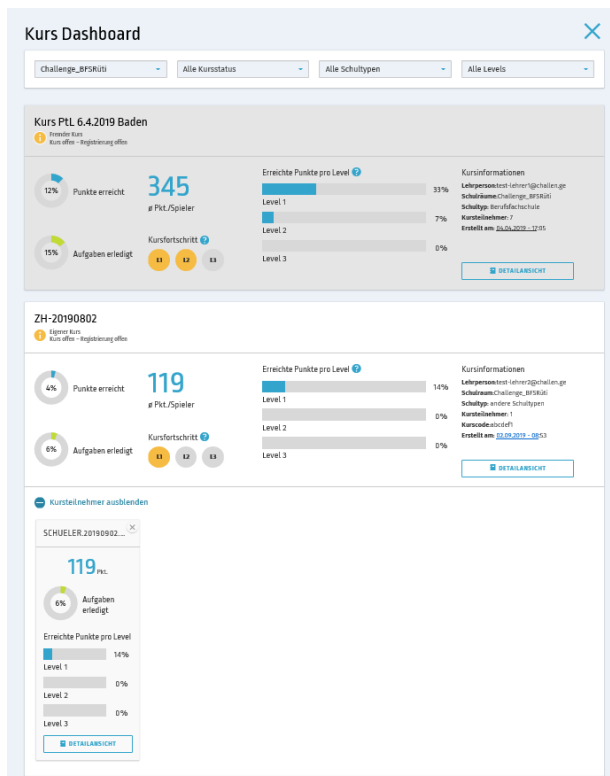 Kurs Dashboard
Challenge_BFSRüti
Alle Kursstatus
Alle Schultypen
Alle Levels
Kurs PtL 6.4.2019 Baden
Fremder Kurs
Kurs offen - Registrierung offen
12%
Punkte erreicht
345
ø Pkt./Spieler
15%
Aufgaben erledigt
Kursfortschritt ?
L1 L2 L3
Erreichte Punkte pro Level ?
33%
Level 1
7%
Level 2
0%
Level 3
Kursinformationen
Lehrperson:test-lehrer1@challen.ge
Schulräume:Challenge_BFSRüti
Schultyp: Berufsfachschule
Kursteilnehmer: 7
Erstellt am: 04.04.2019 - 17:05
DETAILANSICHT
ZH-20190802
Eigener Kurs
Kurs offen - Registrierung offen
4%
Punkte erreicht
119
ø Pkt./Spieler
6%
Aufgaben erledigt
Kursfortschritt ?
L1 L2 L3
Erreichte Punkte pro Level ?
14%
Level 1
0%
Level 2
0%
Level 3
Kursinformationen
Lehrperson:test-lehrer2@challen.ge
Schulraum:Challenge_BFSRüti
Schultyp: andere Schultypen
Kursteilnehmer: 1
Kurscode:abcdef1
Erstellt am: 02.09.2019 - 08:53
DETAILANSICHT
Kursteilnehmer ausblenden
SCHUELER.20190902....
119 Pkt.
6%
Aufgaben
erledigt
Erreichte Punkte pro Level
14%
Level 1
0%
Level 2
0%
Level 3
DETAILANSICHT